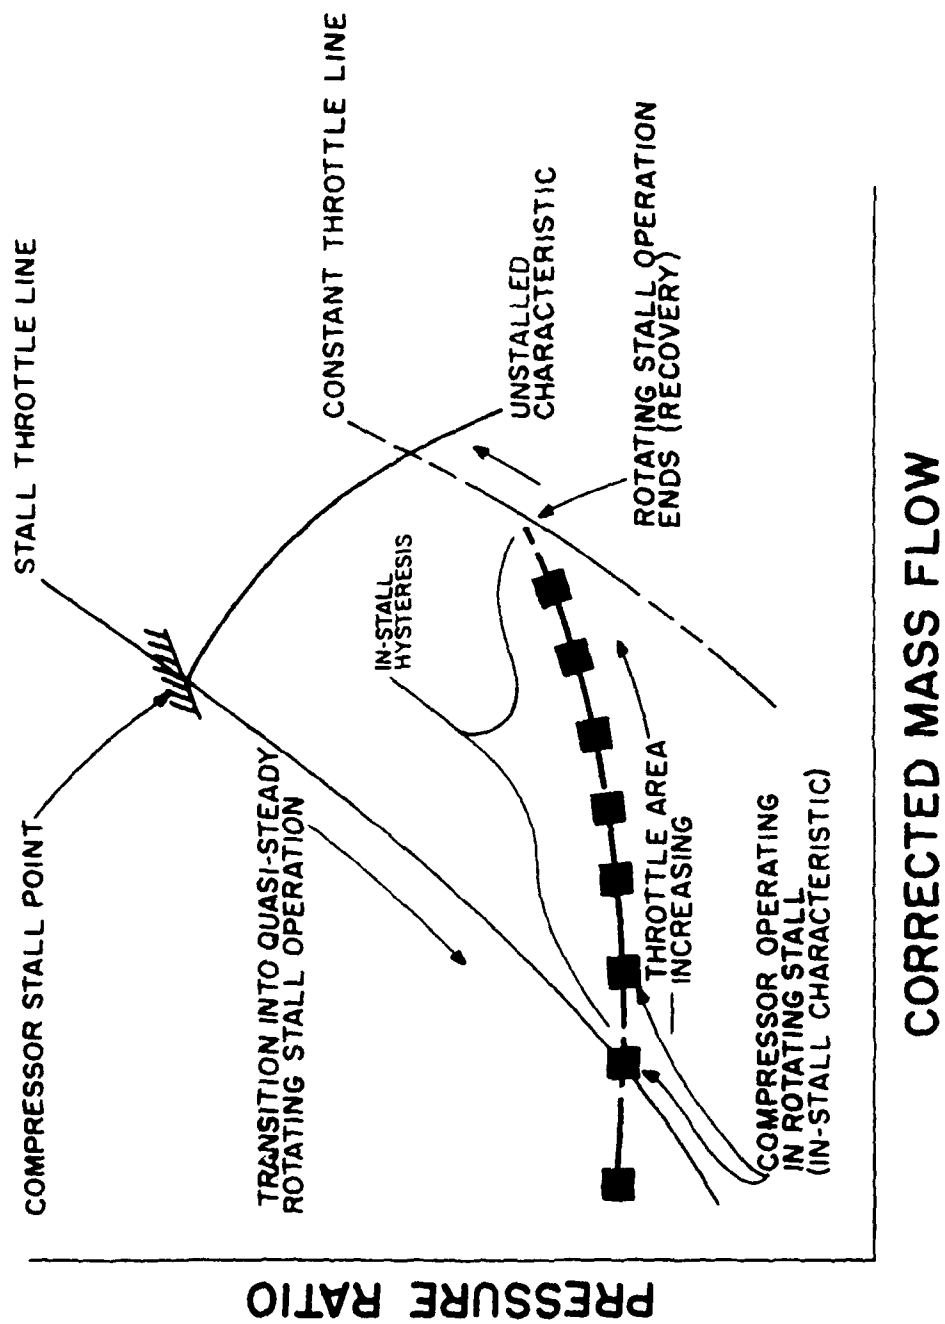 STALL THROTTLE LINE
CONSTANT THROTTLE LINE
COMPRESSOR STALL POINT
TRANSITION INTO QUASI-STEADY
ROTATING STALL OPERATION
IN-STALL
HYSTERESIS
UNSTALLED
CHARACTERISTIC
ROTATING STALL OPERATION
ENDS (RECOVERY)
THROTTLE AREA
INCREASING
COMPRESSOR OPERATING
IN ROTATING STALL
(IN-STALL CHARACTERISTIC)
PRESSURE RATIO
CORRECTED MASS FLOW